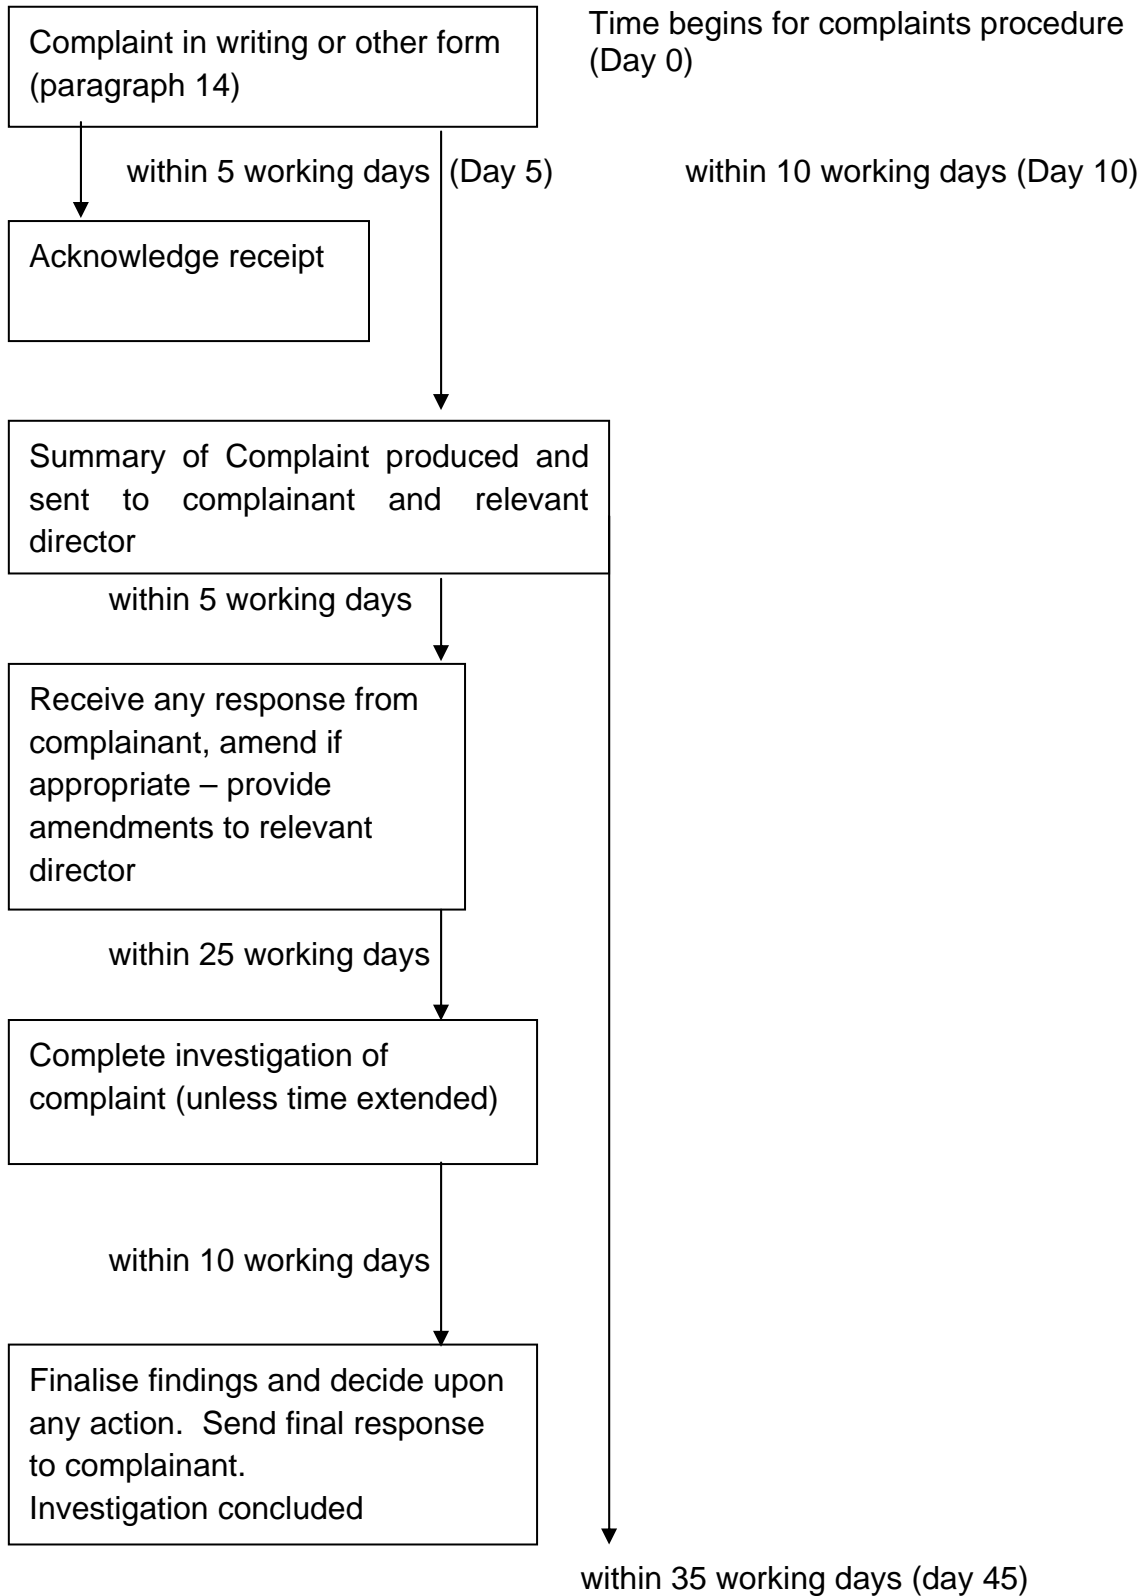 Complaint in writing or other form
(paragraph 14)
Time begins for complaints procedure
(Day 0)
within 5 working days (Day 5)
within 10 working days (Day 10)
Acknowledge receipt
Summary of Complaint produced and
sent to complainant and relevant
director
within 5 working days
Receive any response from
complainant, amend if
appropriate – provide
amendments to relevant
director
within 25 working days
Complete investigation of
complaint (unless time extended)
within 10 working days
Finalise findings and decide upon
any action. Send final response
to complainant.
Investigation concluded
within 35 working days (day 45)